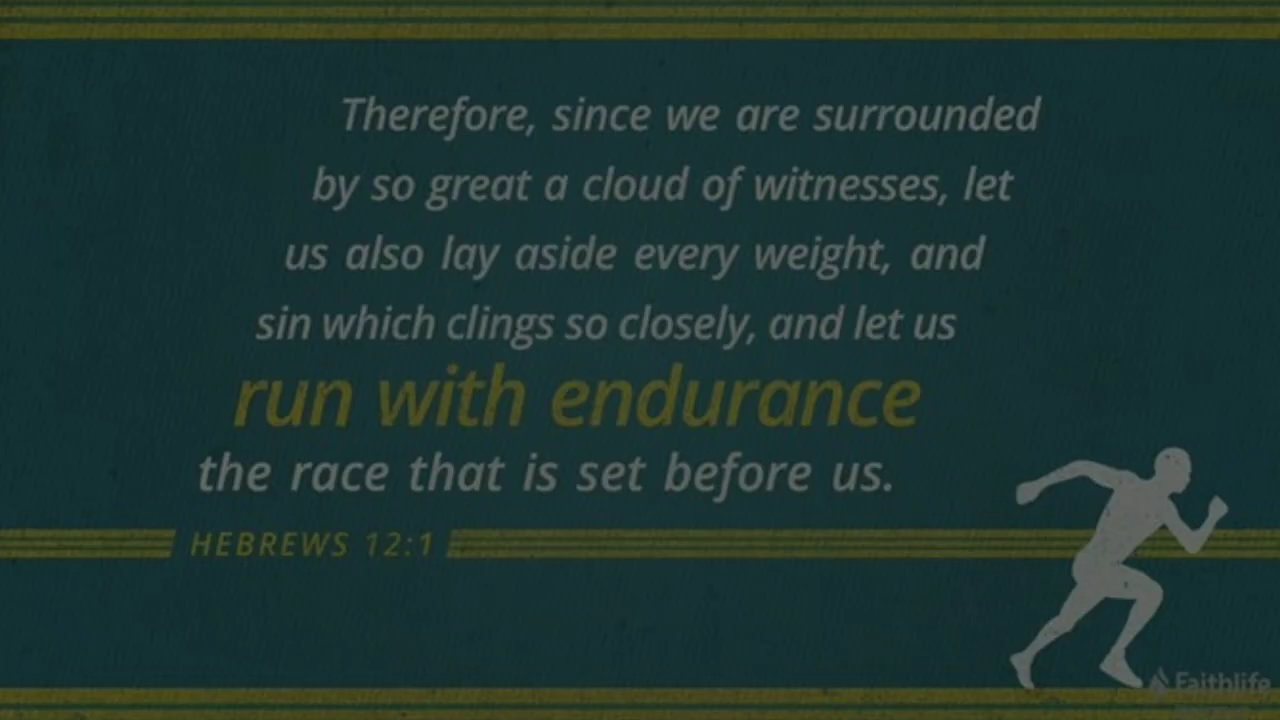 Therefore, since we are surrounded
by so great a cloud of witnesses, let
us also lay aside every weight, and
sin which clings so closely, and let us
run with endurance
the race that is set before us.
HEBREWS 12:1
Faithlife